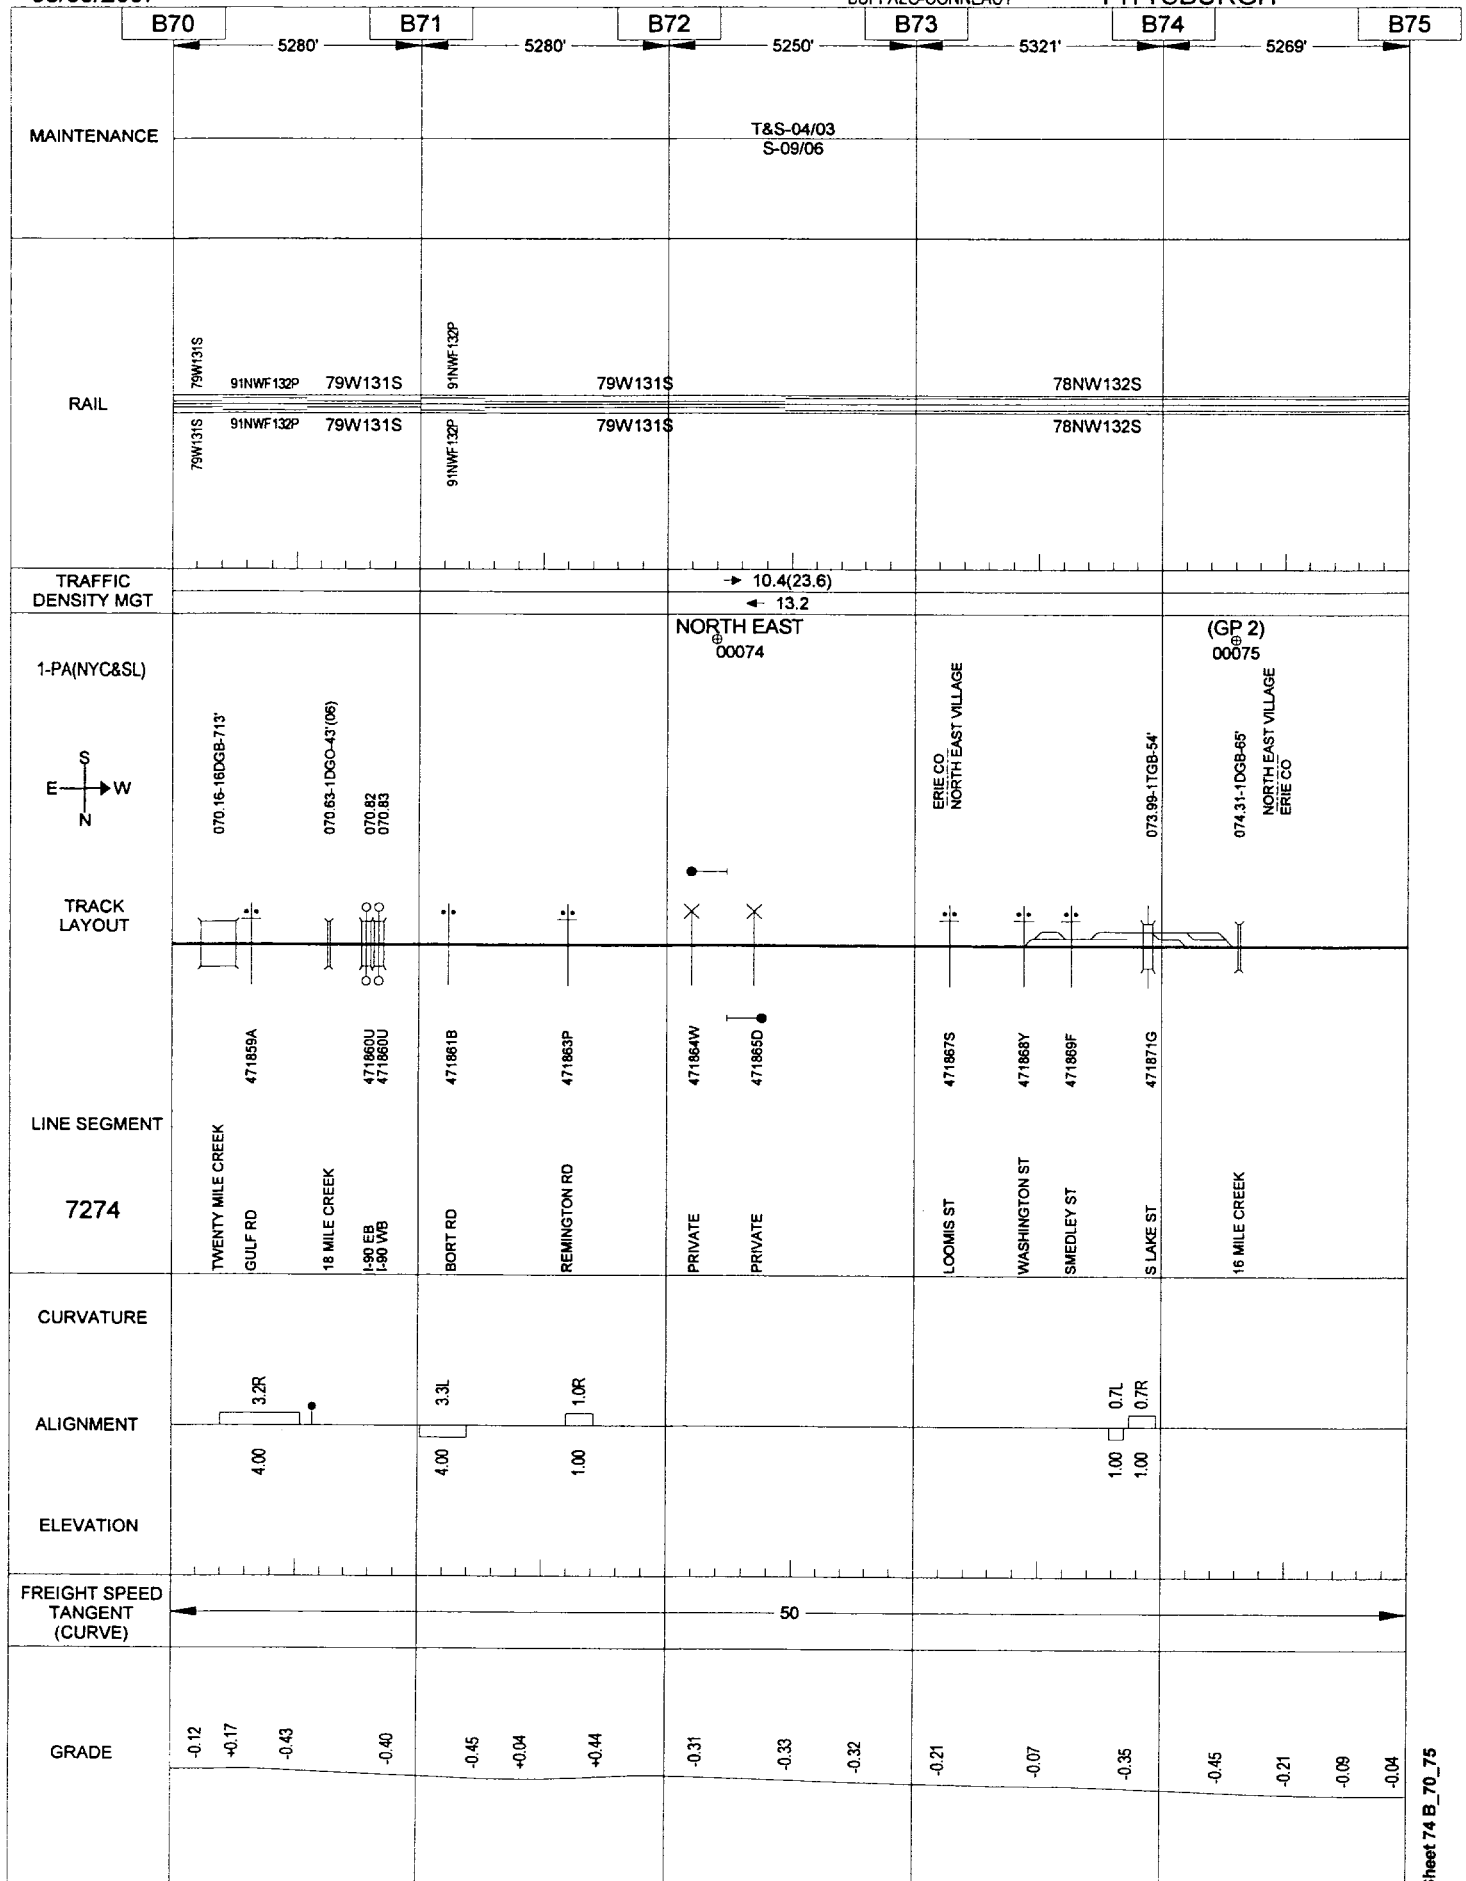 B70 B71 B72 B73 B74 B75
5280' 5280' 5250' 5321' 5269'
MAINTENANCE
T&S-04/03
S-09/06
RAIL
79W131S 91NWF132P 79W131S 91NWF132P 79W131S 78NW132S
79W131S 91NWF132P 79W131S 91NWF132P 79W131S 78NW132S
TRAFFIC
DENSITY MGT
10.4(23.6)
13.2
1-PA(NYC&SL)
NORTH EAST
00074
(GP 2)
00075
S
E W
N
070.16-16DGB-713'
070.63-1DGO-43'(06)
070.82
070.83
ERIE CO
NORTH EAST VILLAGE
073.99-1TGB-54'
074.31-1DGB-65'
NORTH EAST VILLAGE
ERIE CO
TRACK
LAYOUT
471859A
471860U
471860U
471861B
471863P
471864W
471865D
471867S
471868Y
471869F
471871G
LINE SEGMENT
7274
TWENTY MILE CREEK
GULF RD
18 MILE CREEK
I-90 EB
I-90 WB
BORT RD
REMINGTON RD
PRIVATE
PRIVATE
LOOMIS ST
WASHINGTON ST
SMEDLEY ST
S LAKE ST
16 MILE CREEK
CURVATURE
3.2R 3.3L 1.0R 0.7L 0.7R
ALIGNMENT
4.00 4.00 1.00 1.00 1.00
ELEVATION
FREIGHT SPEED
TANGENT
(CURVE)
50
GRADE
-0.12 +0.17 -0.43 -0.40 -0.45 +0.04 +0.44 -0.31 -0.33 -0.32 -0.21 -0.07 -0.35 -0.45 -0.21 -0.09 -0.04
Sheet 74 B_70_75